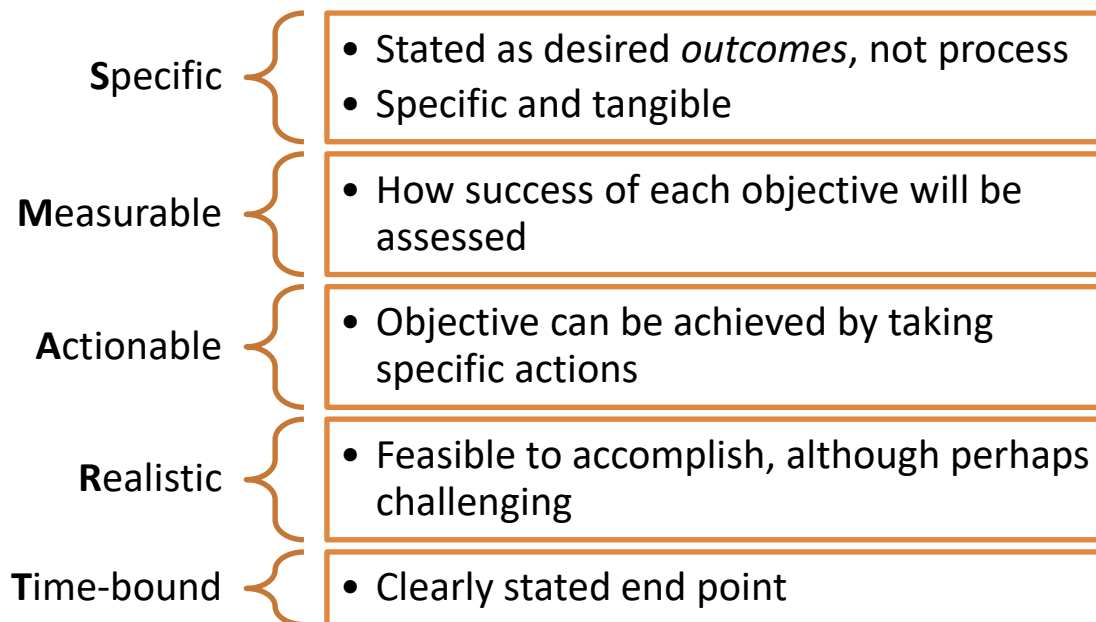 Specific
• Stated as desired outcomes, not process
• Specific and tangible
Measurable
• How success of each objective will be
assessed
Actionable
• Objective can be achieved by taking
specific actions
Realistic
• Feasible to accomplish, although perhaps
challenging
Time-bound
• Clearly stated end point